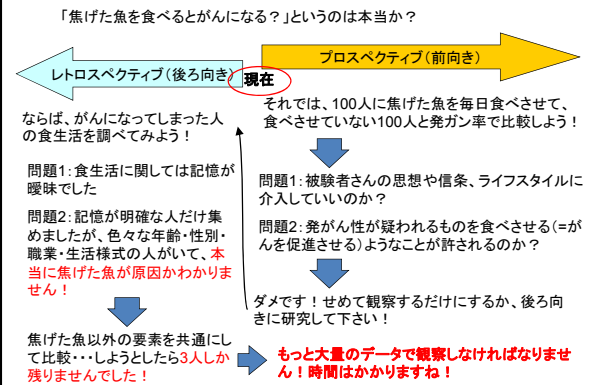 「焦げた魚を食べるとがんになる？」というのは本当か？
レトロスペクティブ（後ろ向き）
現在
プロスペクティブ（前向き）
ならば、がんになってしまった人
の食生活を調べてみよう！
問題1：食生活に関しては記憶が
曖昧でした
問題2：記憶が明確な人だけ集
めましたが、色々な年齢・性別・
職業・生活様式の人がいて、本
当に焦げた魚が原因かわかりま
せん！
焦げた魚以外の要素を共通にし
て比較・・・しようとしたら3人しか
残りませんでした！
それでは、100人に焦げた魚を毎日食べさせて、
食べさせていない100人と発ガン率で比較しよう！
問題1：被験者さんの思想や信条、ライフスタイルに
介入していいのか？
問題2：発がん性が疑われるものを食べさせる（＝が
んを促進させる）ようなことが許されるのか？
ダメです！せめて観察するだけにするか、後ろ向
きに研究して下さい！
もっと大量のデータで観察しなければなりませ
ん！時間はかかりますね！